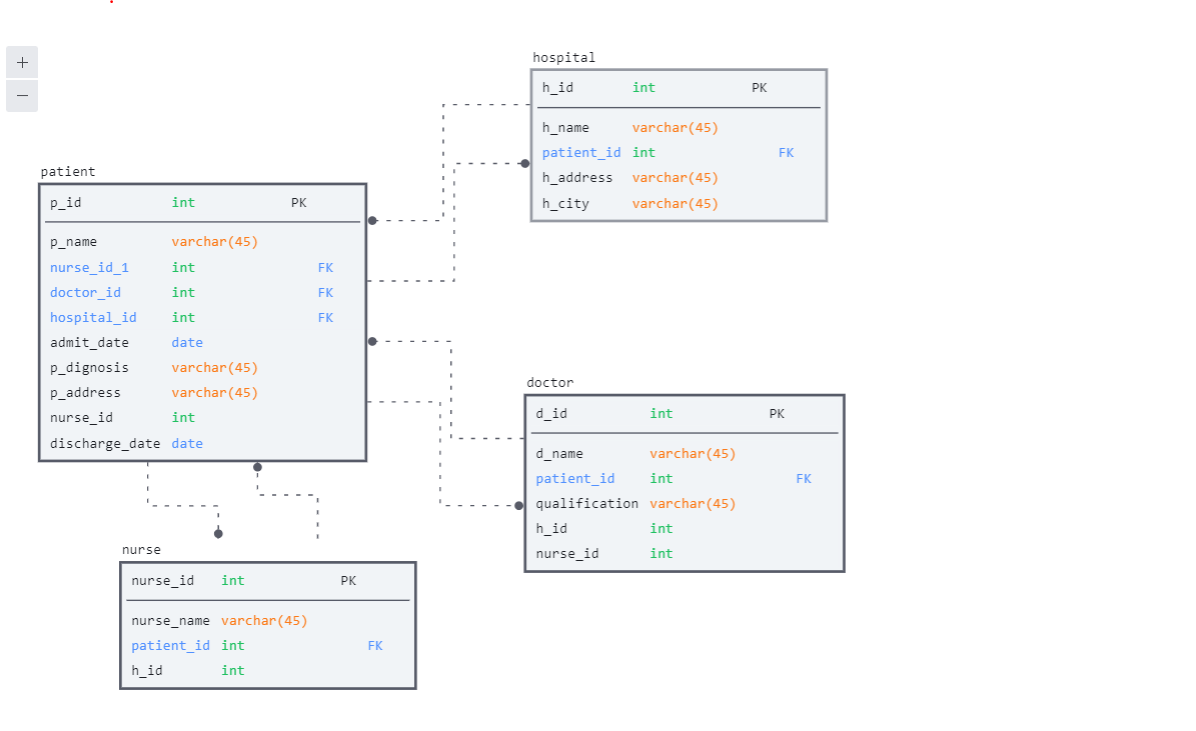 +
−
hospital
h_id int PK
h_name varchar(45)
patient_id int FK
h_address varchar(45)
h_city varchar(45)
patient
p_id int PK
p_name varchar(45)
nurse_id_1 int FK
doctor_id int FK
hospital_id int FK
admit_date date
p_dignosis varchar(45)
p_address varchar(45)
nurse_id int
discharge_date date
doctor
d_id int PK
d_name varchar(45)
patient_id int FK
qualification varchar(45)
h_id int
nurse_id int
nurse
nurse_id int PK
nurse_name varchar(45)
patient_id int FK
h_id int